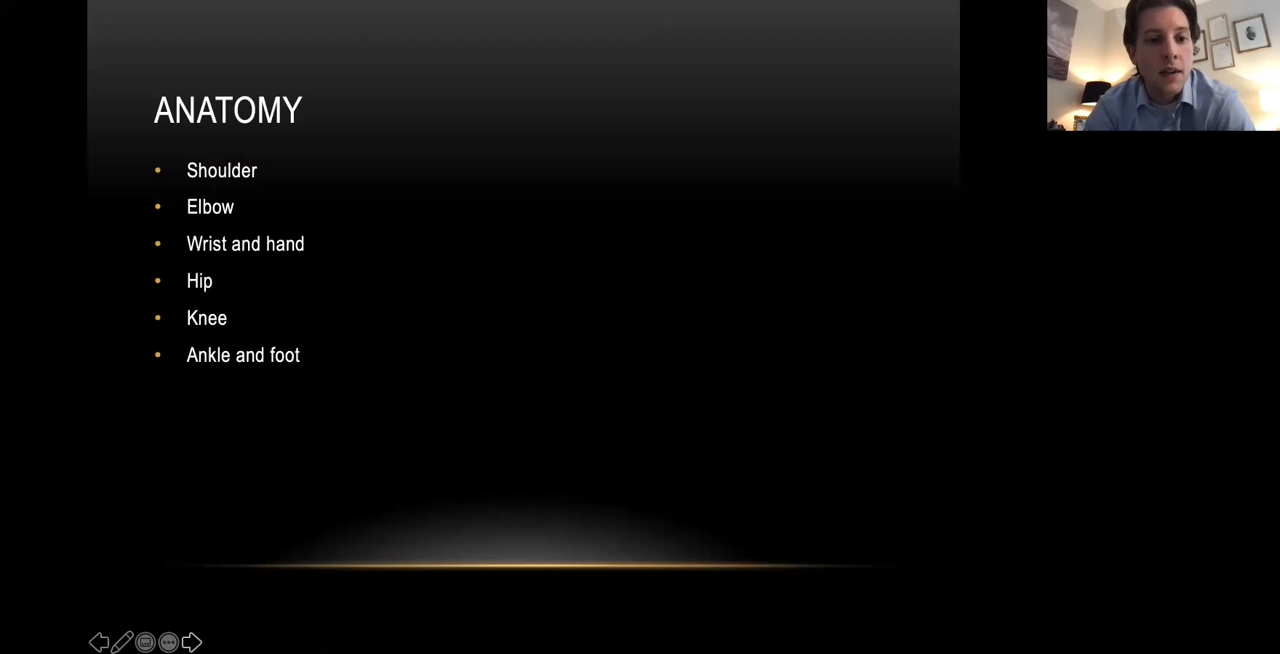 ANATOMY
• Shoulder
• Elbow
• Wrist and hand
• Hip
• Knee
• Ankle and foot